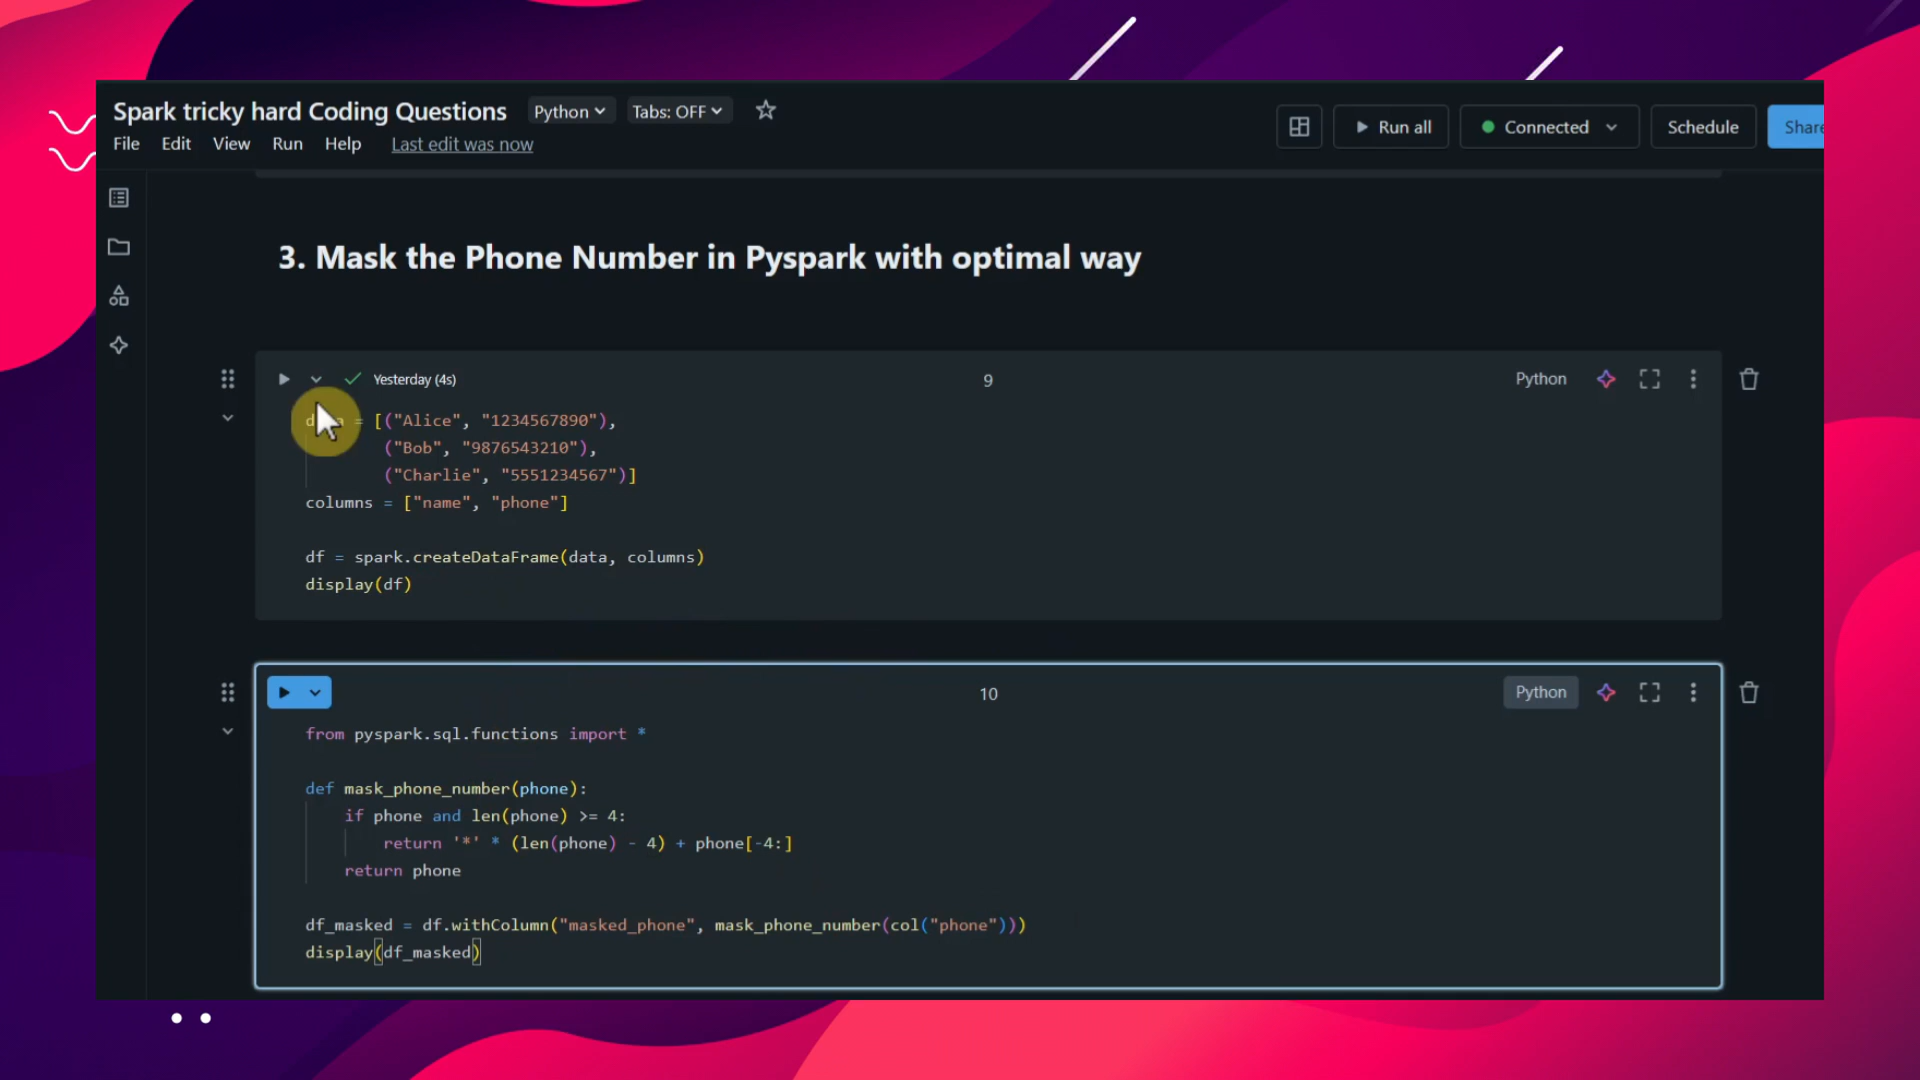 Spark tricky hard Coding Questions Python Tabs: OFF
File Edit View Run Help Last edit was now
Run all Connected Schedule Share
3. Mask the Phone Number in Pyspark with optimal way
Yesterday (4s) 9 Python
= [("Alice", "1234567890"),
("Bob", "9876543210"),
("Charlie", "5551234567")]
columns = ["name", "phone"]
df = spark.createDataFrame(data, columns)
display(df)
10 Python
from pyspark.sql.functions import *
def mask_phone_number(phone):
if phone and len(phone) >= 4:
return '*' * (len(phone) - 4) + phone[-4:]
return phone
df_masked = df.withColumn("masked_phone", mask_phone_number(col("phone")))
display(df_masked)